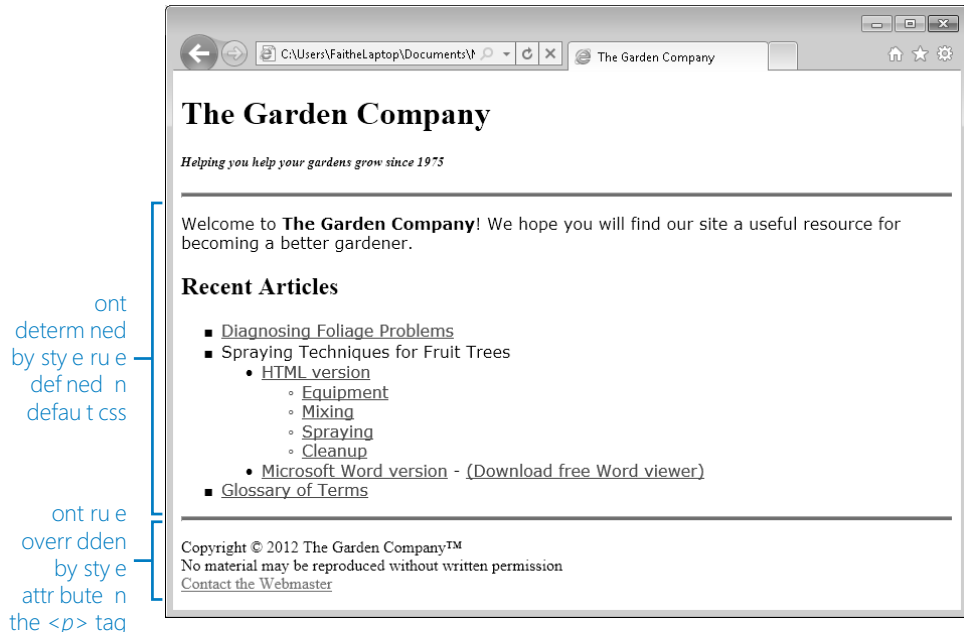 C:\Users\FaitheLaptop\Documents\M
The Garden Company
The Garden Company
Helping you help your gardens grow since 1975
Welcome to The Garden Company! We hope you will find our site a useful resource for
becoming a better gardener.
Recent Articles
Diagnosing Foliage Problems
Spraying Techniques for Fruit Trees
HTML version
Equipment
Mixing
Spraying
Cleanup
Microsoft Word version - (Download free Word viewer)
Glossary of Terms
Copyright © 2012 The Garden Company™
No material may be reproduced without written permission
Contact the Webmaster
ont
determ ned
by sty e ru e
def ned n
defau t css
ont ru e
overr dden
by sty e
attr bute n
the <p> tag